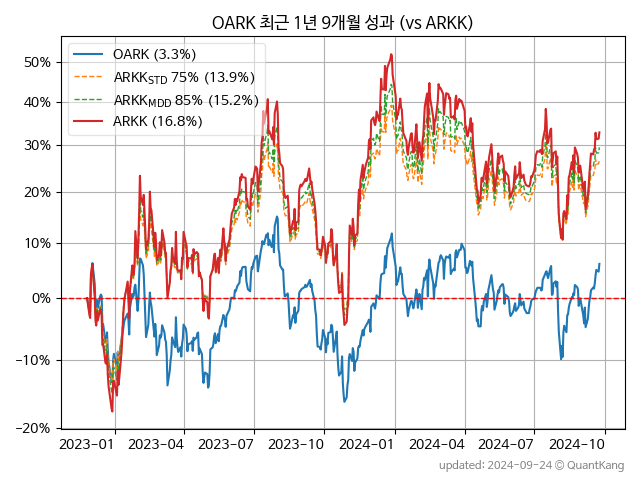 OARK 최근 1년 9개월 성과 (vs ARKK)
OARK (3.3%)
ARKK_STD 75% (13.9%)
ARKK_MDD 85% (15.2%)
ARKK (16.8%)
50%
40%
30%
20%
10%
0%
−10%
−20%
2023-01 2023-04 2023-07 2023-10 2024-01 2024-04 2024-07 2024-10
updated: 2024-09-24 © QuantKang